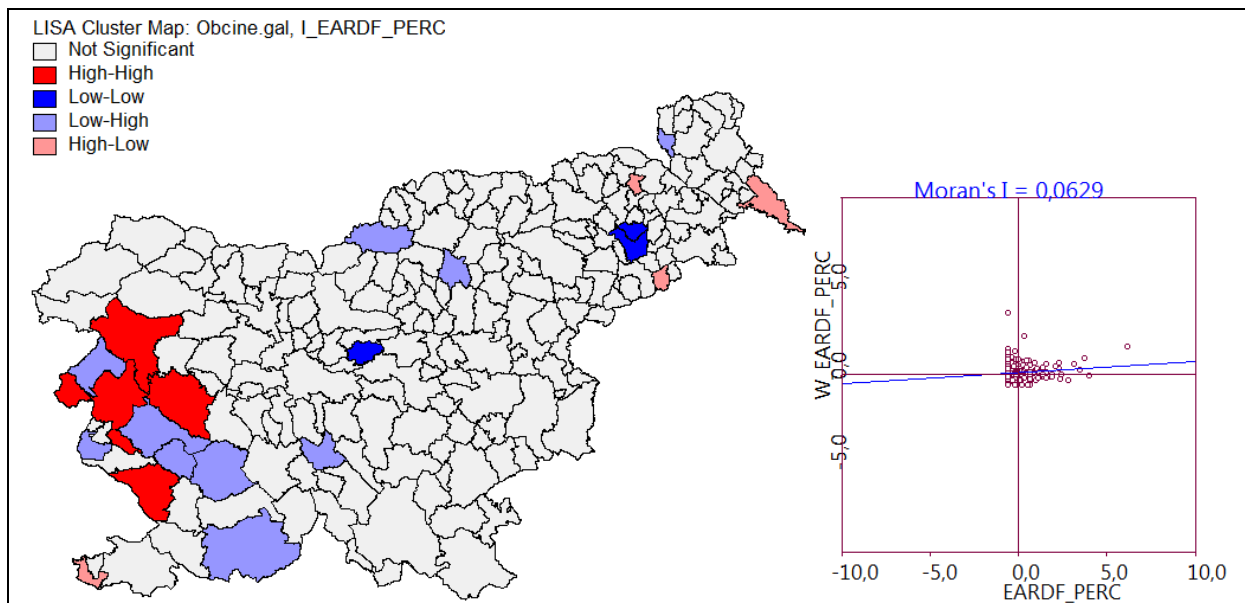 LISA Cluster Map: Obcine.gal, I_EARDF_PERC
Not Significant
High-High
Low-Low
Low-High
High-Low
Moran's I = 0,0629
W_EARDF_PERC
5,0
0,0
-5,0
-10,0 -5,0 0,0 5,0 10,0
EARDF_PERC